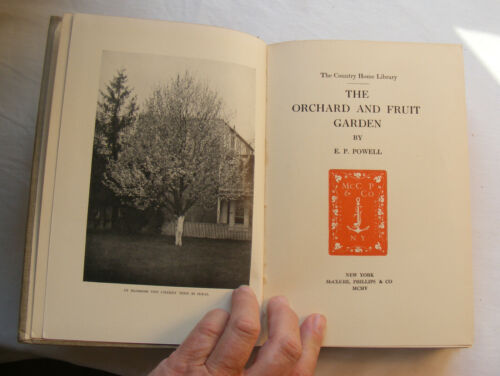 The Country Home Library
THE
ORCHARD AND FRUIT
GARDEN
BY
E. P. POWELL
McC P
& Co
N Y
NEW YORK
McCLURE, PHILLIPS & CO
MCMV